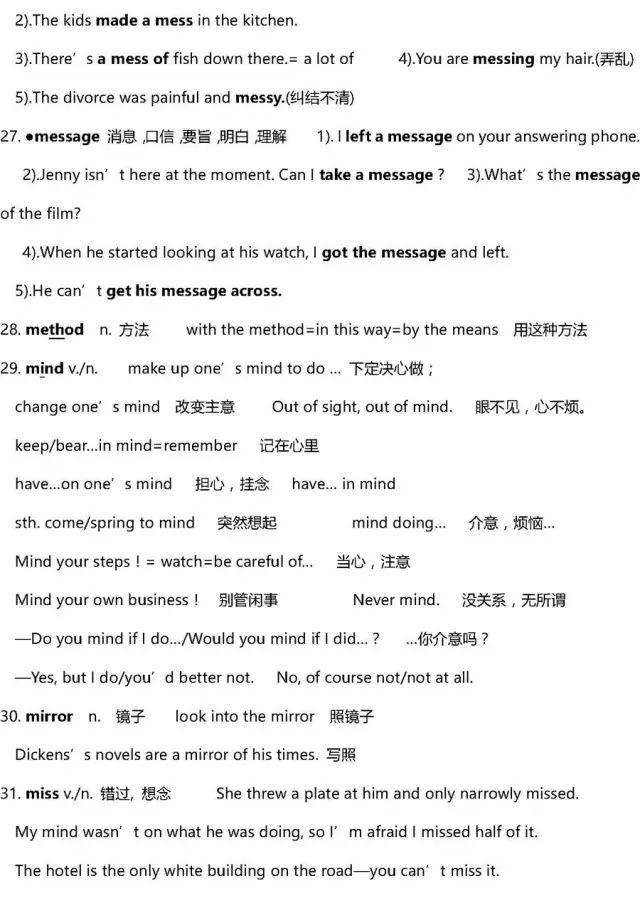 2).The kids made a mess in the kitchen.
3).There's a mess of fish down there.= a lot of 4).You are messing my hair.(弄乱)
5).The divorce was painful and messy.(纠结不清)
27. ●message 消息 ,口信 ,要旨 ,明白 ,理解 1). I left a message on your answering phone.
2).Jenny isn't here at the moment. Can I take a message？ 3).What's the message
of the film?
4).When he started looking at his watch, I got the message and left.
5).He can't get his message across.
28. method n. 方法 with the method=in this way=by the means 用这种方法
29. mind v./n. make up one's mind to do ... 下定决心做；
change one's mind 改变主意 Out of sight, out of mind. 眼不见，心不烦。
keep/bear...in mind=remember 记在心里
have...on one's mind 担心，挂念 have... in mind
sth. come/spring to mind 突然想起 mind doing... 介意，烦恼...
Mind your steps！= watch=be careful of... 当心，注意
Mind your own business！ 别管闲事 Never mind. 没关系，无所谓
—Do you mind if I do.../Would you mind if I did...？ ...你介意吗？
—Yes, but I do/you'd better not. No, of course not/not at all.
30. mirror n. 镜子 look into the mirror 照镜子
Dickens's novels are a mirror of his times. 写照
31. miss v./n. 错过, 想念 She threw a plate at him and only narrowly missed.
My mind wasn't on what he was doing, so I'm afraid I missed half of it.
The hotel is the only white building on the road—you can't miss it.